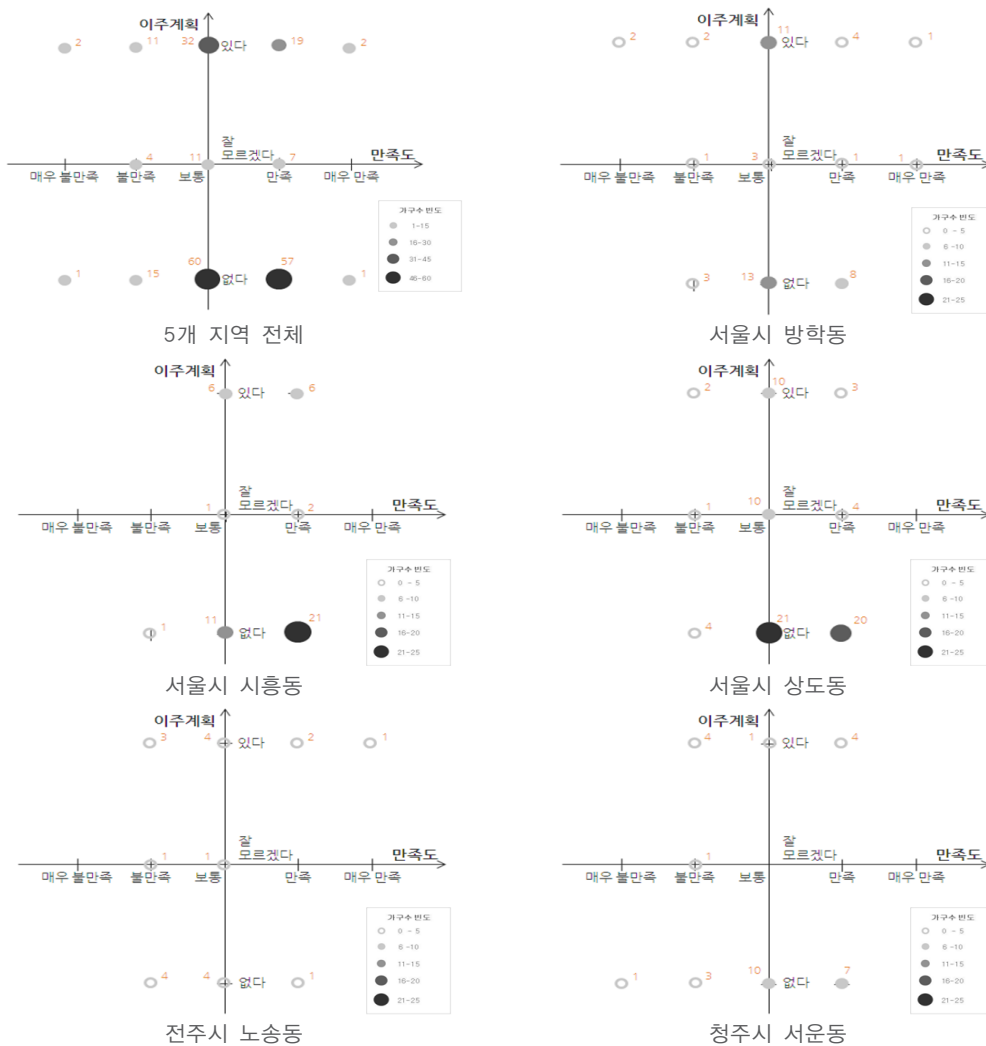 이주계획
2 11 32 있다 19 2
잘
모르겠다
4 11 7 만족도
매우 불만족 불만족 보통 만족 매우 만족
1 15 60 없다 57 1
가구수 빈도
1-15
16-30
31-45
46-60
5개 지역 전체
이주계획
2 2 11 있다 4 1
잘
모르겠다
1 3 1 1 만족도
매우 불만족 불만족 보통 만족 매우 만족
3 13 없다 8
가구수 빈도
0 - 5
6 -10
11-15
16-20
21-25
서울시 방학동
이주계획
6 있다 6
잘
모르겠다
1 2 만족도
매우 불만족 불만족 보통 만족 매우 만족
1 11 없다 21
가구수 빈도
0 - 5
6 -10
11-15
16-20
21-25
서울시 시흥동
이주계획
2 10 있다 3
잘
모르겠다
1 10 4 만족도
매우 불만족 불만족 보통 만족 매우 만족
4 21 없다 20
가구수 빈도
0 - 5
6 -10
11-15
16-20
21-25
서울시 상도동
이주계획
3 4 있다 2 1
잘
모르겠다
1 1 만족도
매우 불만족 불만족 보통 만족 매우 만족
4 4 없다 1
가구수 빈도
0 - 5
6 -10
11-15
16-20
21-25
전주시 노송동
이주계획
4 1 있다 4
잘
모르겠다
1 만족도
매우 불만족 불만족 보통 만족 매우 만족
1 3 10 없다 7
가구수 빈도
0 - 5
6 -10
11-15
16-20
21-25
청주시 서운동